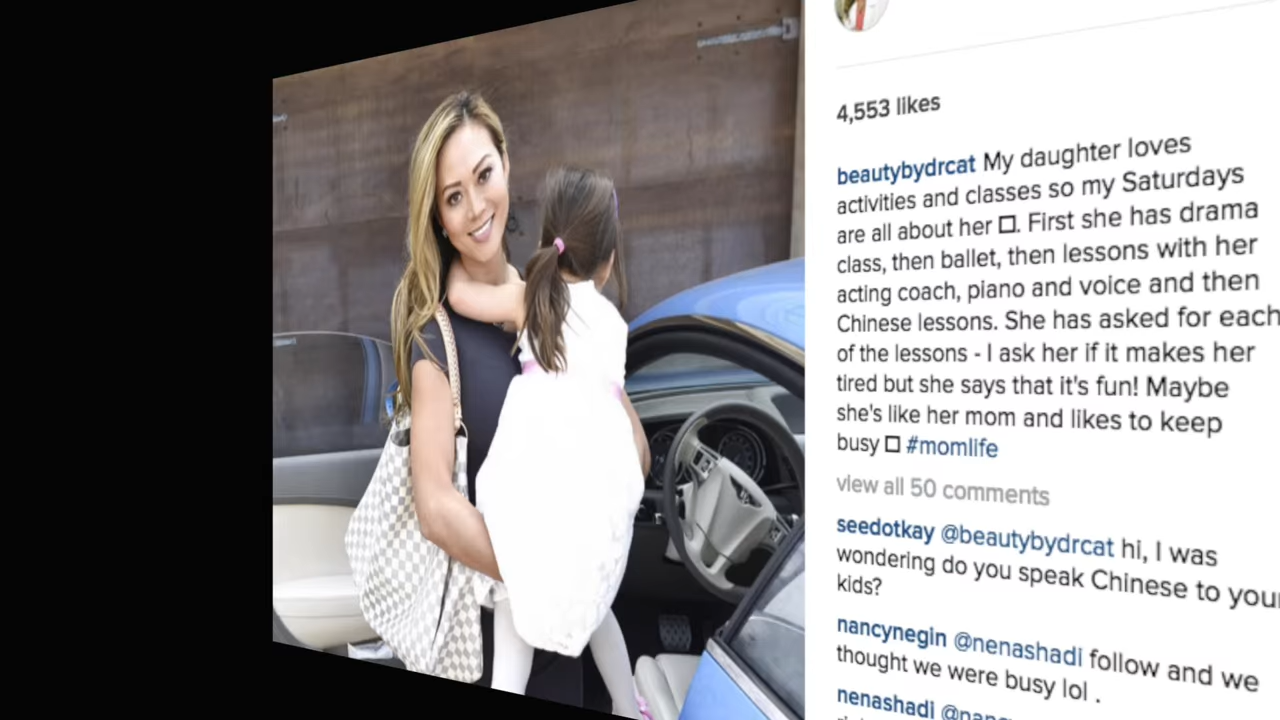 4,553 likes
beautybydrcat My daughter loves
activities and classes so my Saturdays
are all about her □. First she has drama
class, then ballet, then lessons with her
acting coach, piano and voice and then
Chinese lessons. She has asked for each
of the lessons - I ask her if it makes her
tired but she says that it's fun! Maybe
she's like her mom and likes to keep
busy □ #momlife
view all 50 comments
seedotkay @beautybydrcat hi, I was
wondering do you speak Chinese to your
kids?
nancynegin @nenashadi follow and we
thought we were busy lol .
nenashadi